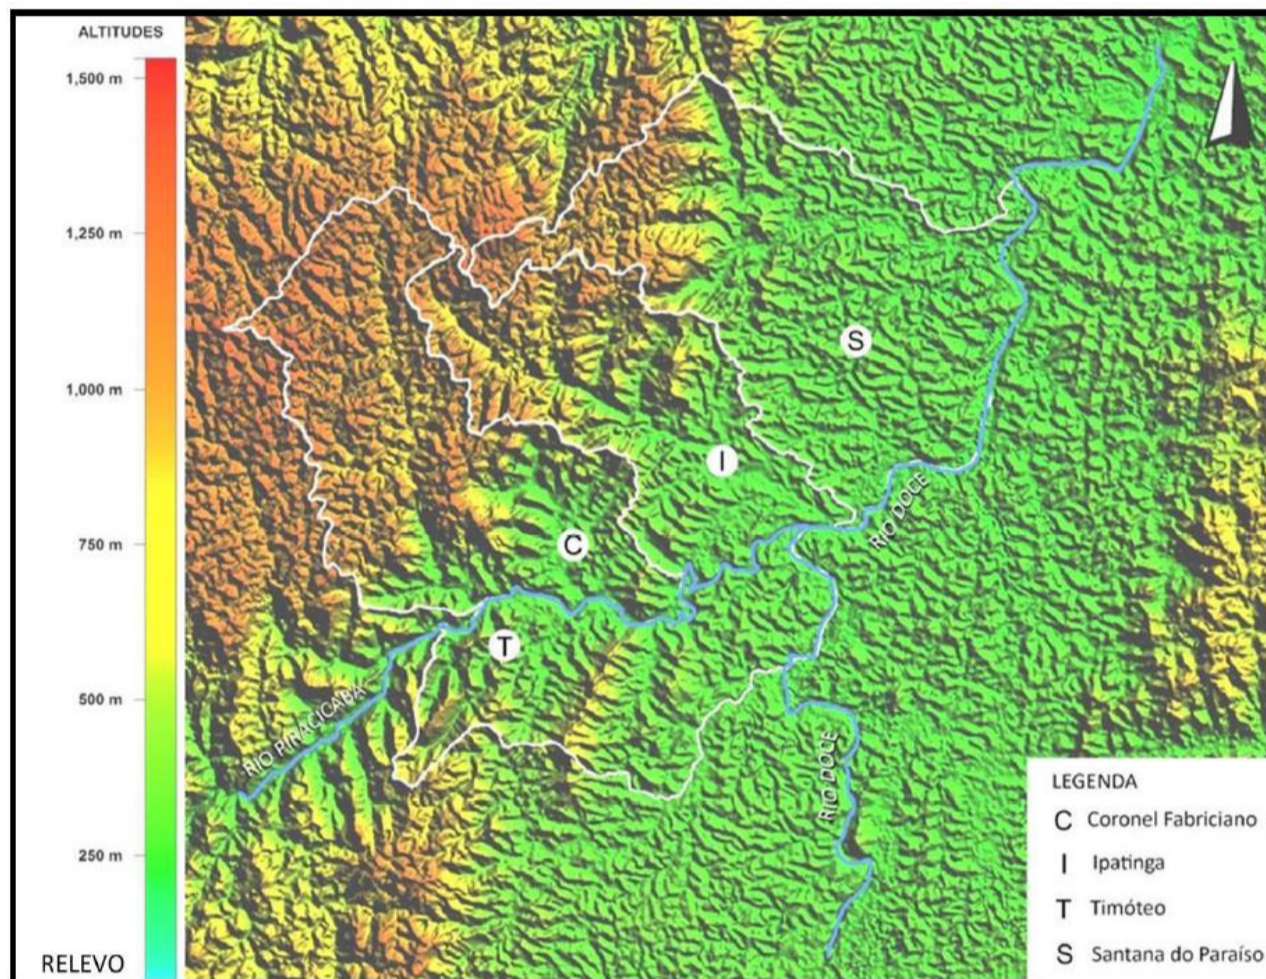 ALTITUDES
1,500 m
1,250 m
1,000 m
750 m
500 m
250 m
RELEVO
S
I
C
T
RIO DOCE
RIO PIRACICABA
RIO DOCE
LEGENDA
C Coronel Fabriciano
I Ipatinga
T Timóteo
S Santana do Paraíso